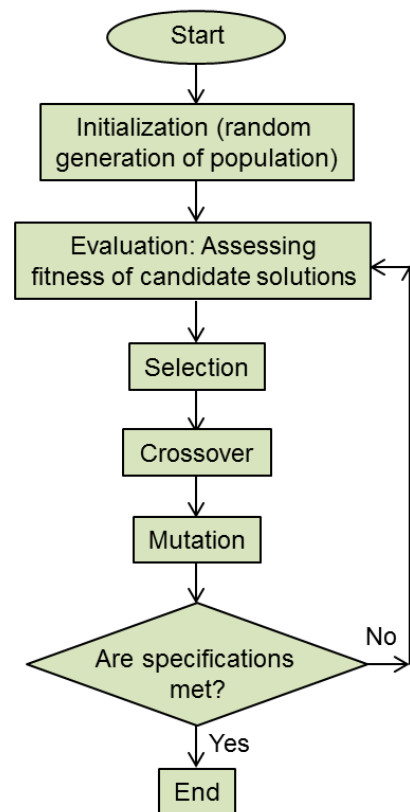 Start
Initialization (random
generation of population)
Evaluation: Assessing
fitness of candidate solutions
Selection
Crossover
Mutation
Are specifications
met?
No
Yes
End